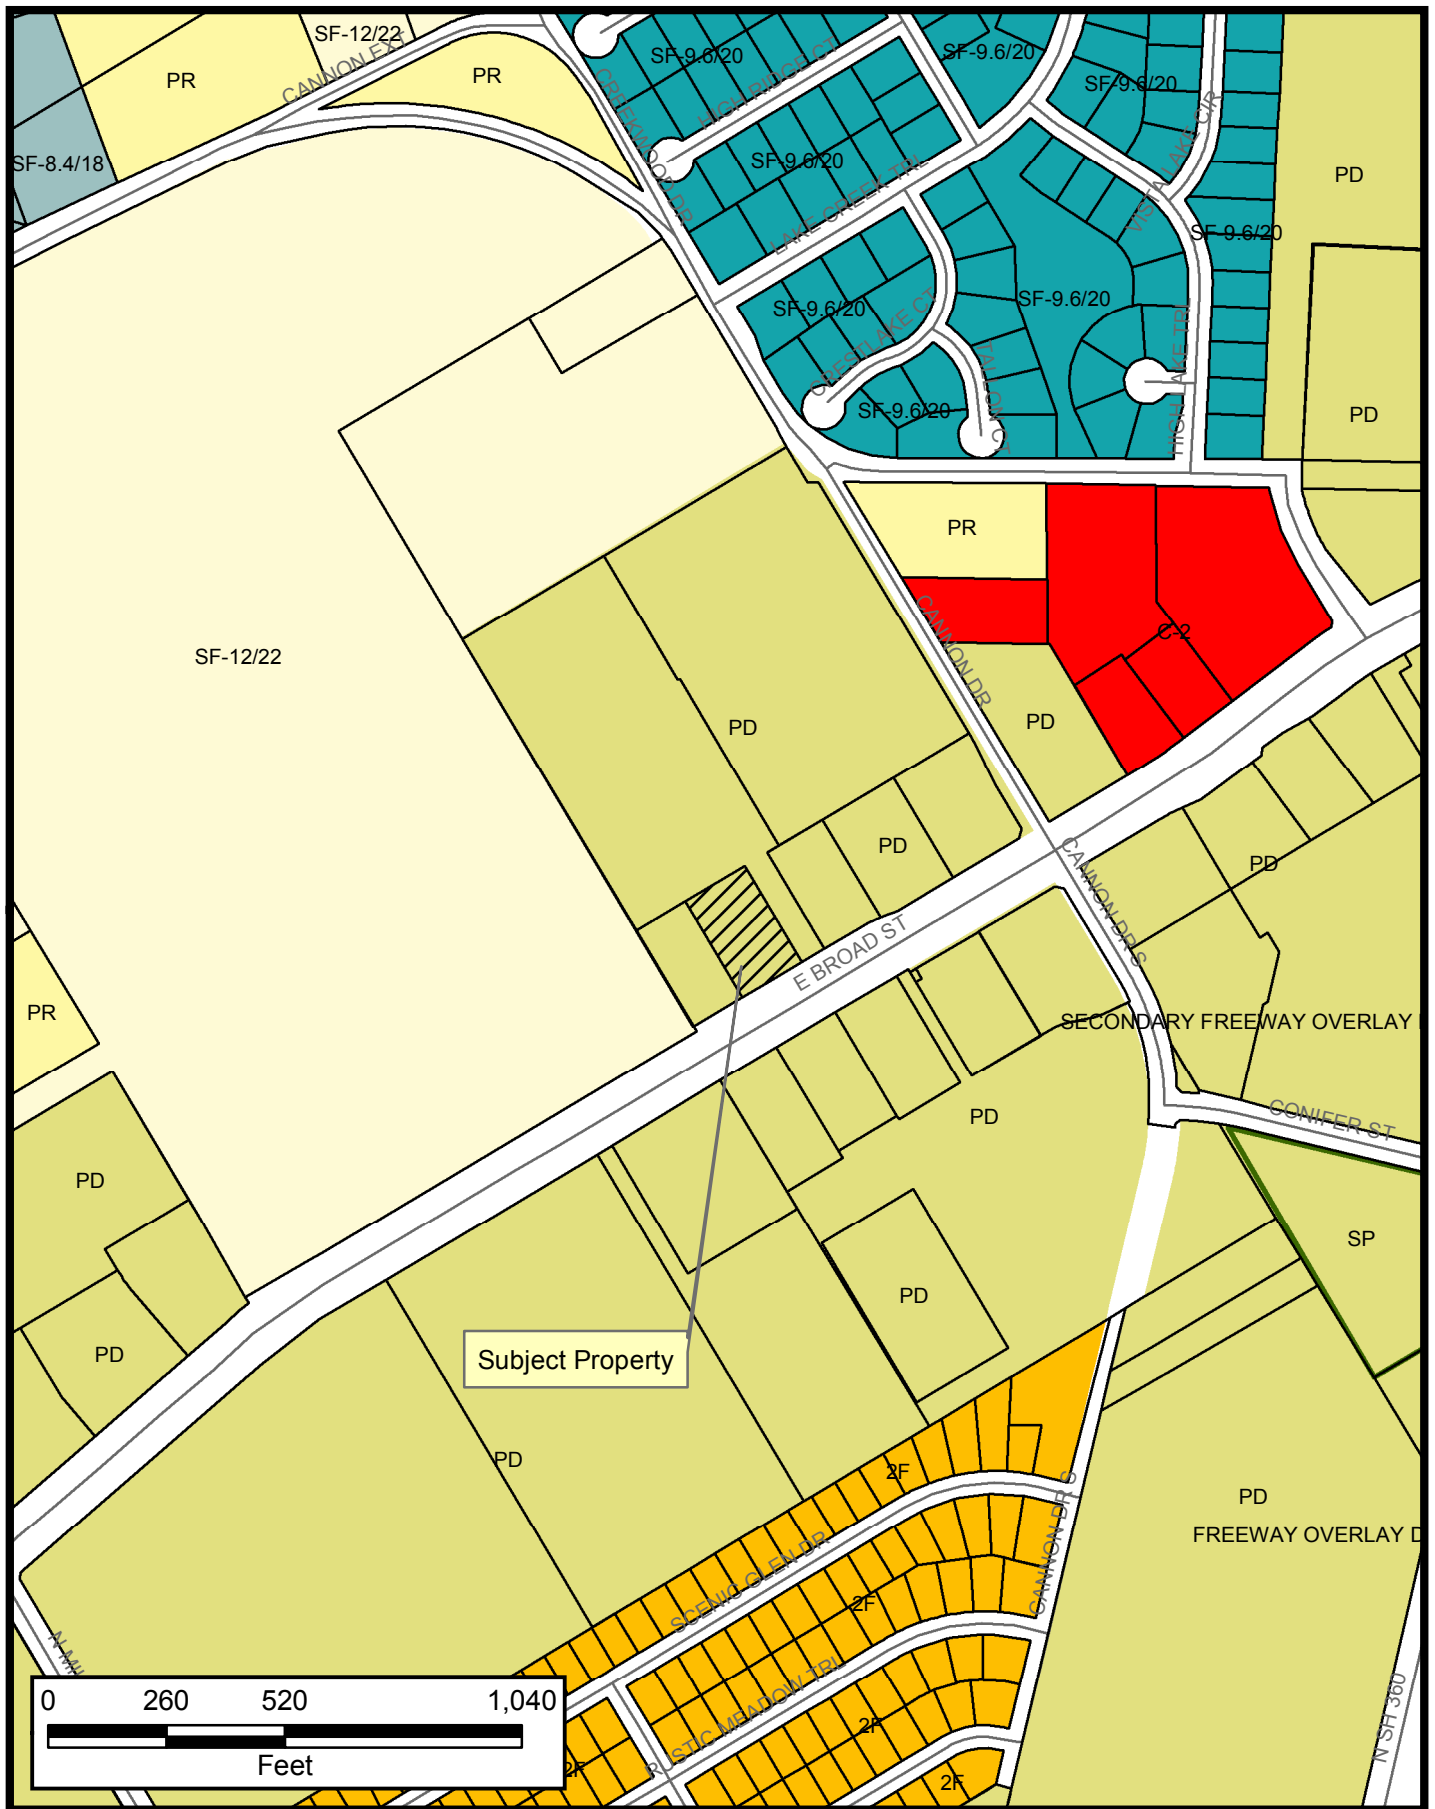 SF-12/22
CANNON EXT
PR
PR
SF-8.4/18
SF-9.6/20
SF-9.6/20
SF-9.6/20
HIGH RIDGE CT
CREEKWOOD DR
SF-9.6/20
LAKE CREEK TRL
VISTA LAKE CIR
PD
SF-9.6/20
SF-9.6/20
SF-9.6/20
CRESTLAKE CT
TALLON CT
HIGH LAKE TRL
SF-9.6/20
PD
PR
CANNON DR
C-2
SF-12/22
PD
PD
PD
PD
CANNON DR S
E BROAD ST
PR
SECONDARY FREEWAY OVERLAY
PD
CONIFER ST
PD
SP
PD
PD
Subject Property
PD
2F
CANNON DR S
PD
FREEWAY OVERLAY D
SCENIC GLEN DR
2F
N MIL
RUSTIC MEADOW TRL
2F
2F
2F
N SH 360
0 260 520 1,040
Feet